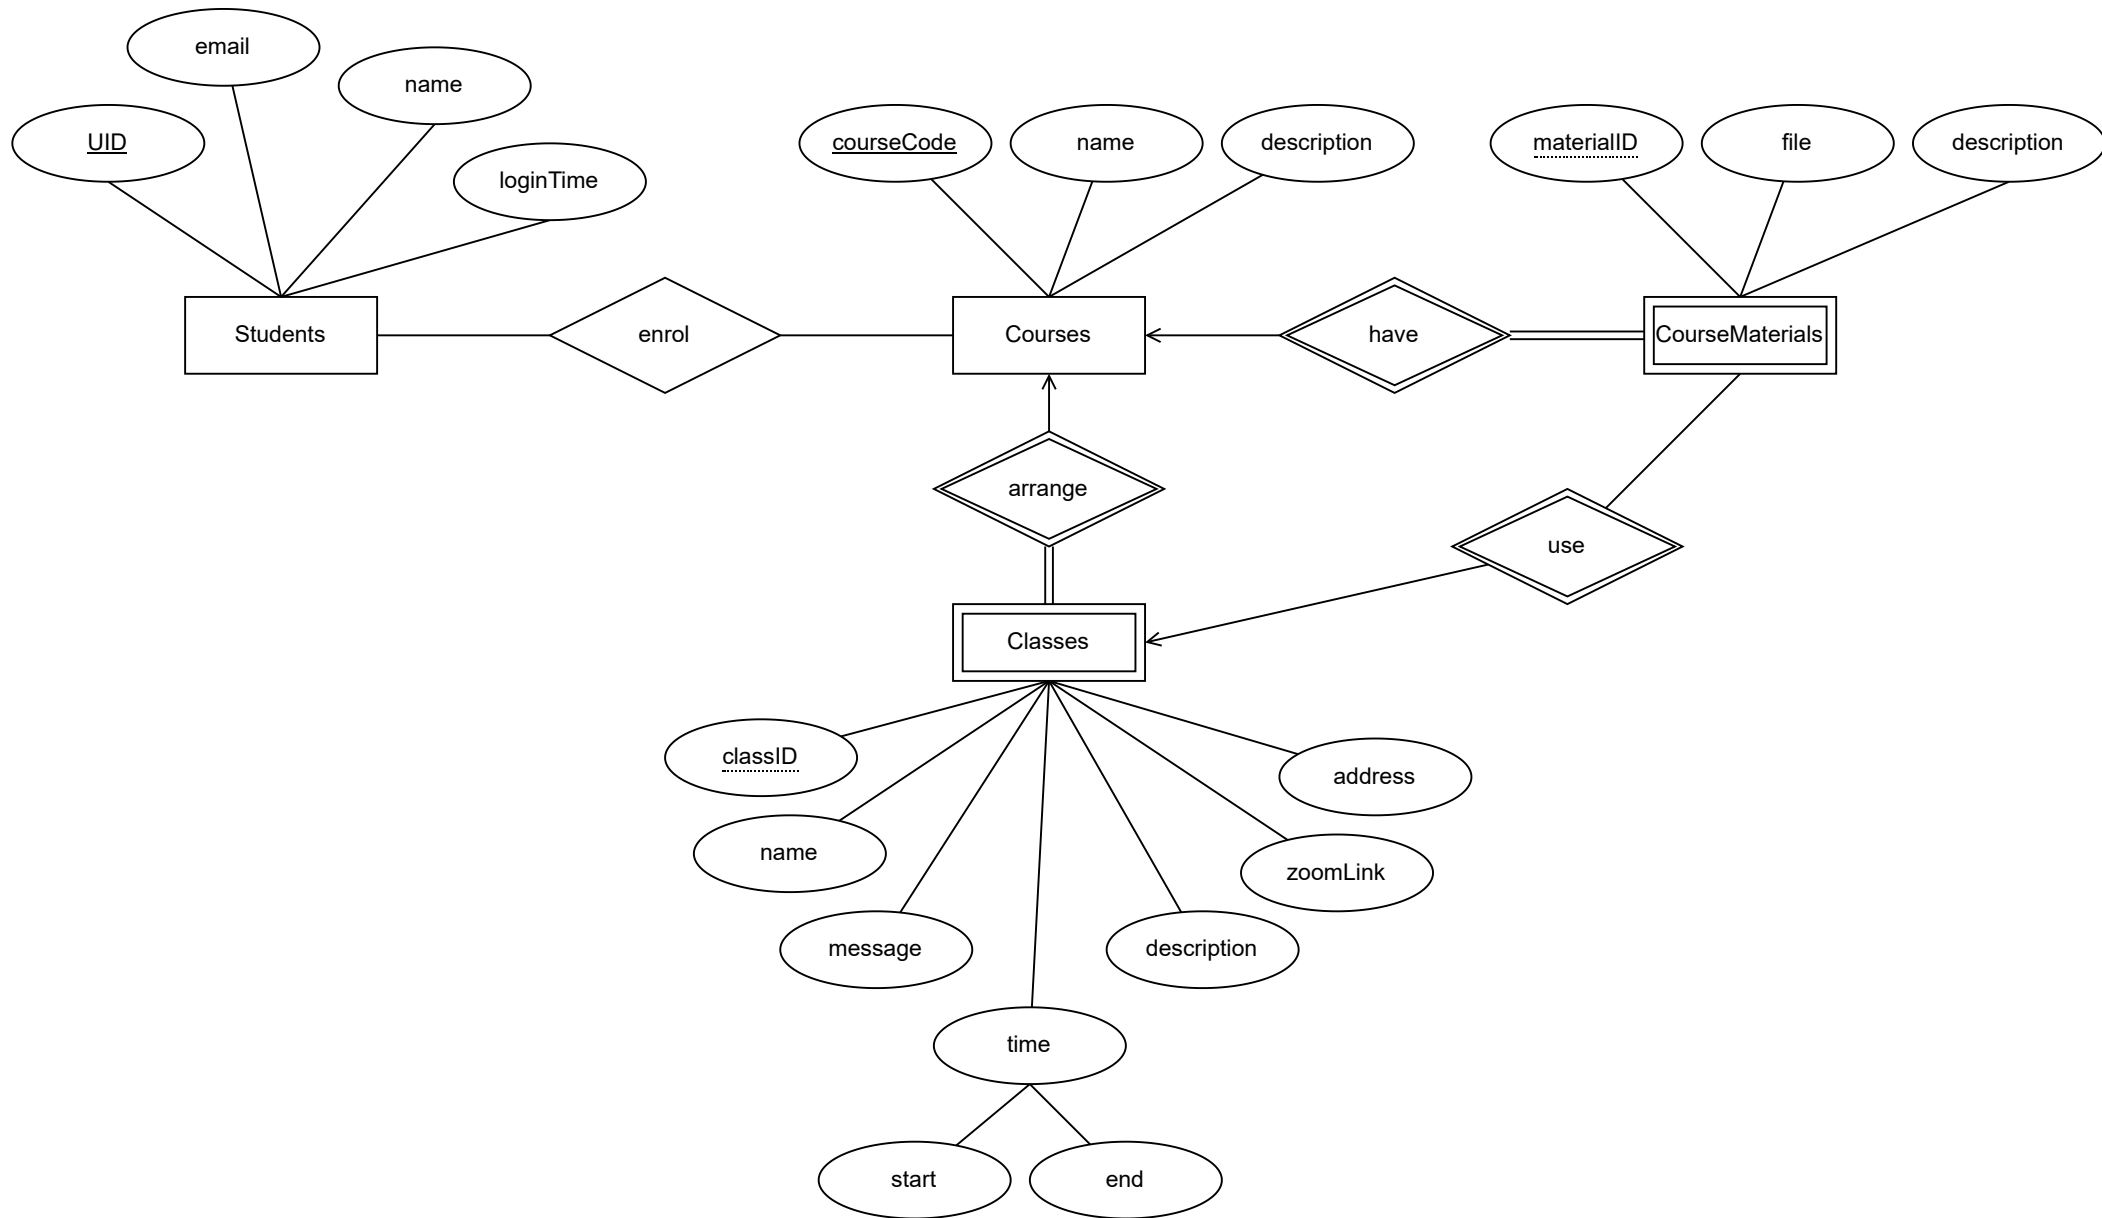 email
name
UID
loginTime
courseCode
name
description
materialID
file
description
Students
enrol
Courses
have
CourseMaterials
arrange
use
Classes
classID
address
name
zoomLink
message
description
time
start
end